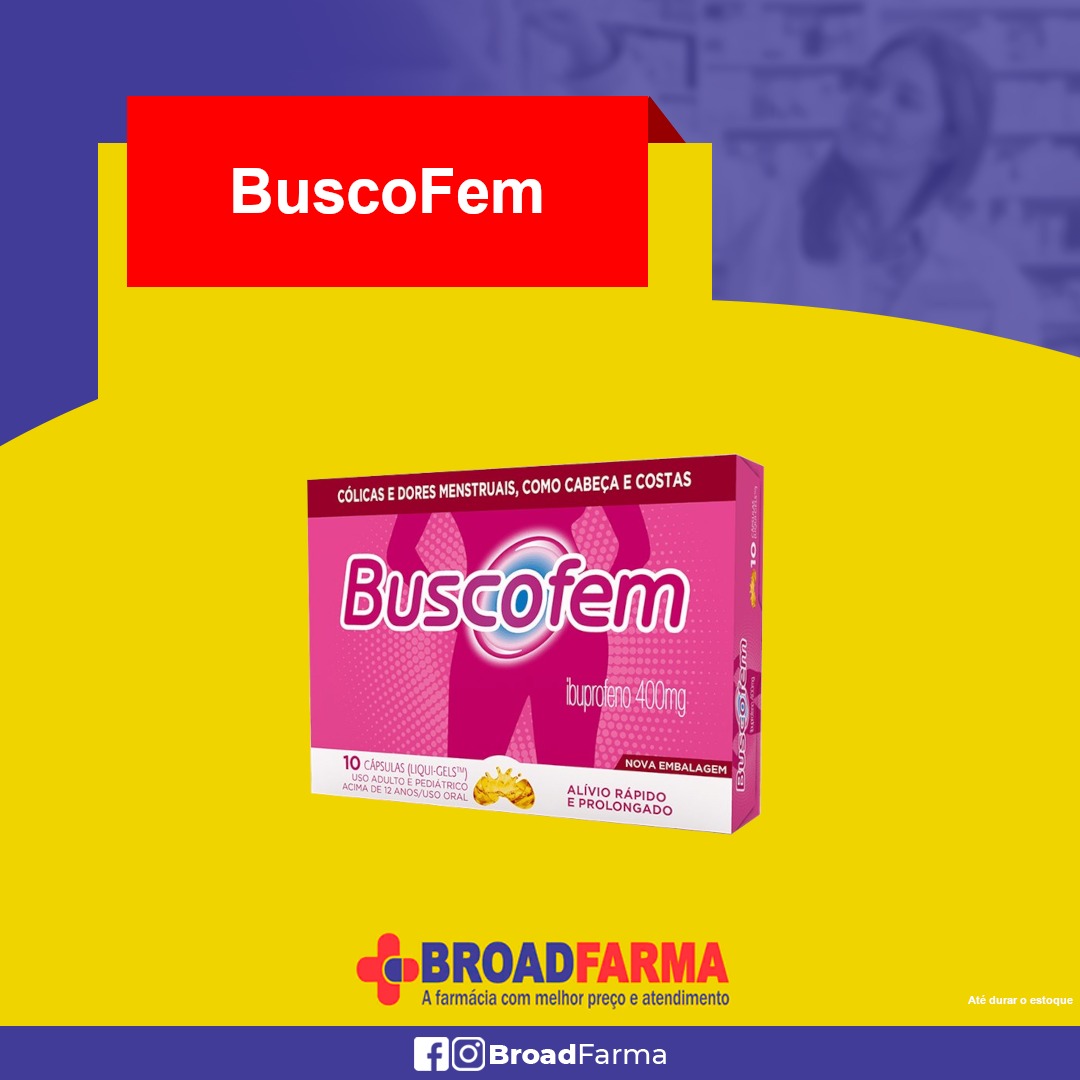 BuscoFem
CÓLICAS E DORES MENSTRUAIS, COMO CABEÇA E COSTAS
Buscofem
ibuprofeno 400mg
10 CÁPSULAS (LIQUI-GELS™)
USO ADULTO E PEDIÁTRICO
ACIMA DE 12 ANOS/USO ORAL
NOVA EMBALAGEM
ALÍVIO RÁPIDO
E PROLONGADO
10
Buscofem
ibuprofeno 400mg
BROADFARMA
A farmácia com melhor preço e atendimento
Até durar o estoque
BroadFarma